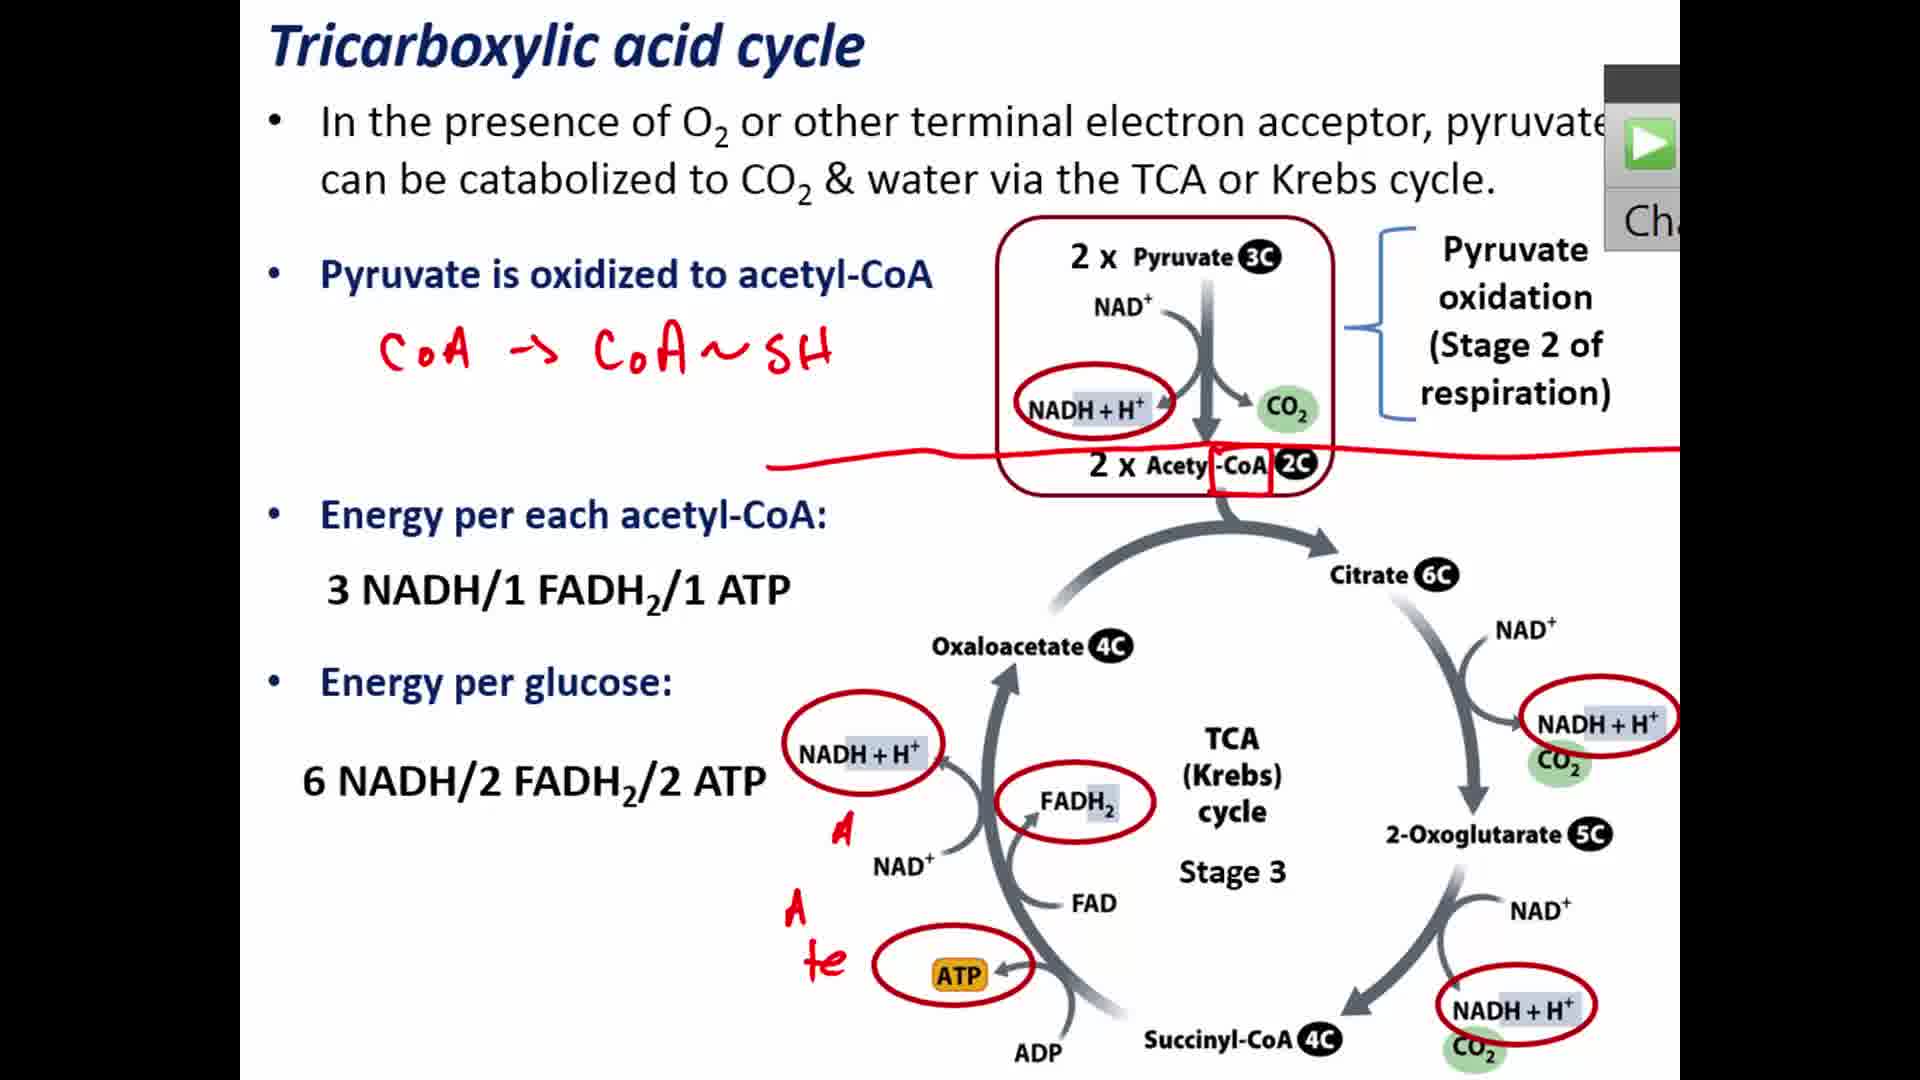 Tricarboxylic acid cycle
• In the presence of O₂ or other terminal electron acceptor, pyruvate
can be catabolized to CO₂ & water via the TCA or Krebs cycle.
• Pyruvate is oxidized to acetyl-CoA
CoA → CoA ~ SH
• Energy per each acetyl-CoA:
3 NADH/1 FADH₂/1 ATP
• Energy per glucose:
6 NADH/2 FADH₂/2 ATP
2 x Pyruvate 3C
NAD⁺
NADH + H⁺
CO₂
2 x Acety -CoA 2C
Pyruvate
oxidation
(Stage 2 of
respiration)
Citrate 6C
NAD⁺
NADH + H⁺
CO₂
2-Oxoglutarate 5C
NAD⁺
NADH + H⁺
CO₂
Succinyl-CoA 4C
ADP
ATP
FAD
FADH₂
NAD⁺
NADH + H⁺
Oxaloacetate 4C
TCA
(Krebs)
cycle
Stage 3
A
A
te
Cha